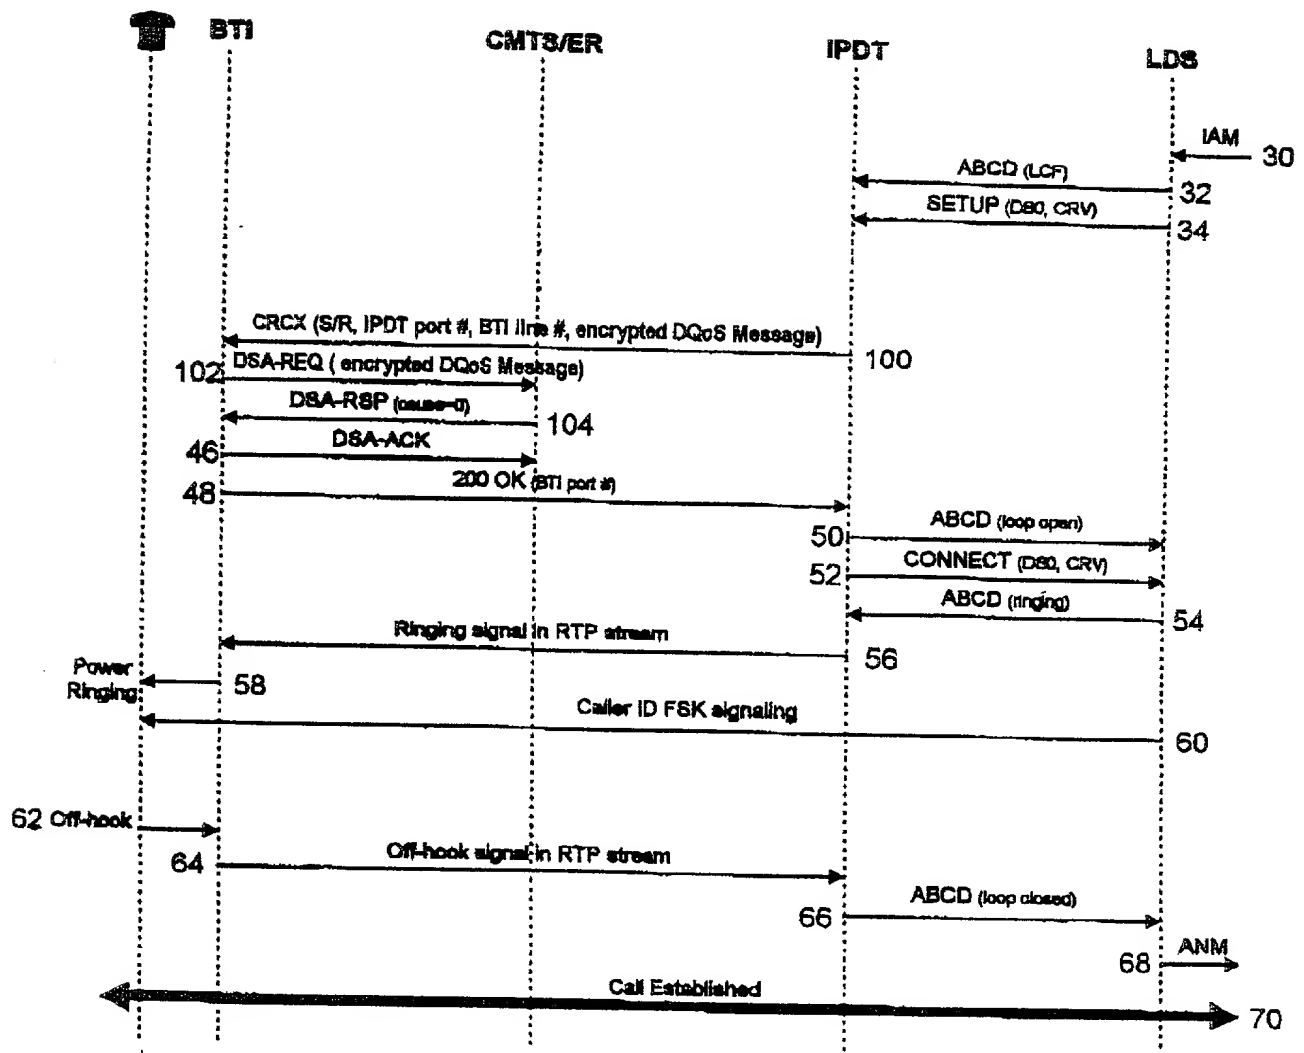 BTI CMTS/ER IPDT LDS
IAM 30
ABCD (LCF) 32
SETUP (DS0, CRV) 34
CRCX (S/R, IPDT port #, BTI line #, encrypted DQoS Message) 100
102 DSA-REQ ( encrypted DQoS Message)
DSA-RSP (cause=0) 104
46 DSA-ACK
48 200 OK (BTI port #)
50 ABCD (loop open)
52 CONNECT (DS0, CRV)
ABCD (ringing) 54
Ringing signal in RTP stream 56
Power
Ringing 58
Caller ID FSK signaling 60
62 Off-hook
64 Off-hook signal in RTP stream
66 ABCD (loop closed)
68 ANM
Call Established 70